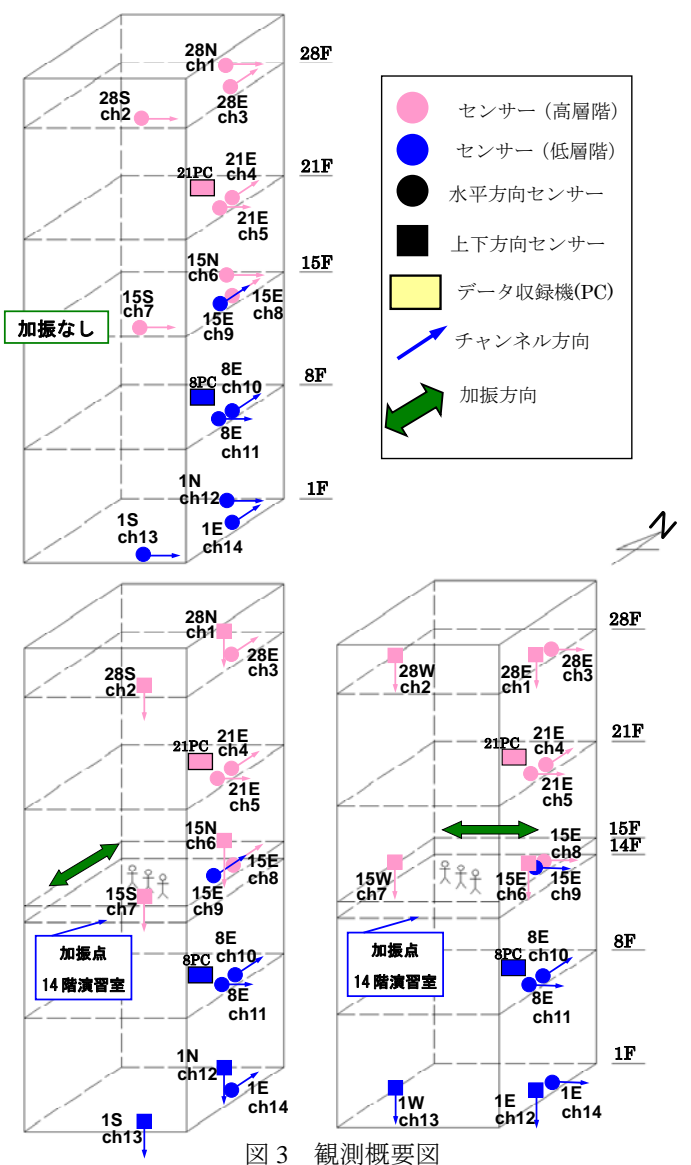 28N
ch1
28F
28S
ch2
28E
ch3
21E
ch4
21F
21PC
21E
ch5
15N
ch6
15F
15S
ch7
15E
ch9
15E
ch8
加振なし
8E
ch10
8F
8PC
8E
ch11
1N
ch12
1F
1S
ch13
1E
ch14
センサー (高層階)
センサー (低層階)
水平方向センサー
上下方向センサー
データ収録機(PC)
チャンネル方向
加振方向
N
28N
ch1
28S
ch2
28E
ch3
21E
ch4
21PC
21E
ch5
15N
ch6
15E
ch8
15S
ch7
15E
ch9
加振点
14階演習室
8E
ch10
8PC
8E
ch11
1N
ch12
1E
ch14
1S
ch13
28F
28W
ch2
28E
ch1
28E
ch3
21F
21E
ch4
21PC
21E
ch5
15F
15E
ch8
14F
15W
ch7
15E
ch6
15E
ch9
加振点
14階演習室
8E
ch10
8F
8PC
8E
ch11
1F
1W
ch13
1E
ch12
1E
ch14
図3 観測概要図